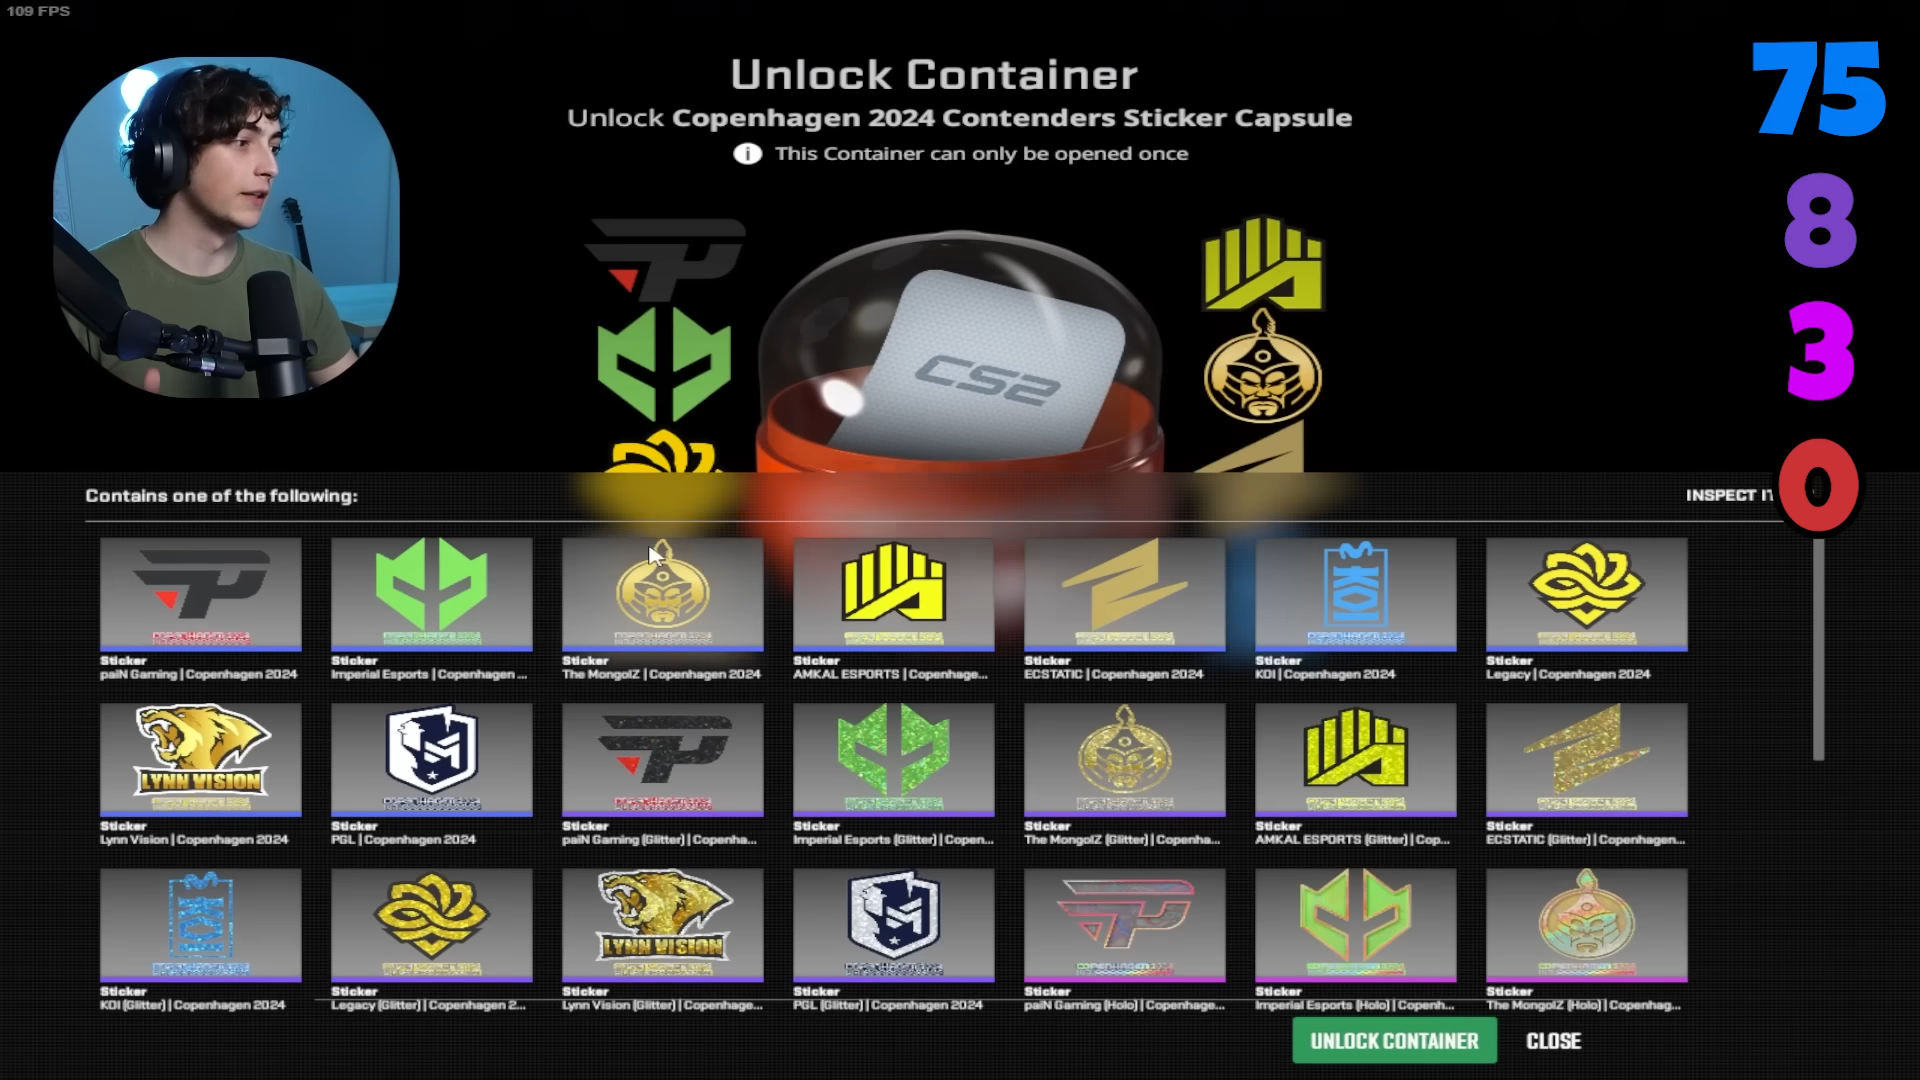 109 FPS
Unlock Container
Unlock Copenhagen 2024 Contenders Sticker Capsule
i This Container can only be opened once
75
8
3
0
CS2
Contains one of the following:
INSPECT IT
Sticker
paiN Gaming | Copenhagen 2024
Sticker
Imperial Esports | Copenhagen ...
Sticker
The MongolZ | Copenhagen 2024
Sticker
AMKAL ESPORTS | Copenhage...
Sticker
ECSTATIC | Copenhagen 2024
KOI
Sticker
KOI | Copenhagen 2024
Sticker
Legacy | Copenhagen 2024
LYNN VISION
Sticker
Lynn Vision | Copenhagen 2024
Sticker
PGL | Copenhagen 2024
Sticker
paiN Gaming (Glitter) | Copenha...
Sticker
Imperial Esports (Glitter) | Copen...
Sticker
The MongolZ (Glitter) | Copenha...
Sticker
AMKAL ESPORTS (Glitter) | Cop...
Sticker
ECSTATIC (Glitter) | Copenhagen...
KOI
Sticker
KOI (Glitter) | Copenhagen 2024
Sticker
Legacy (Glitter) | Copenhagen 2...
LYNN VISION
Sticker
Lynn Vision (Glitter) | Copenhage...
Sticker
PGL (Glitter) | Copenhagen 2024
Sticker
paiN Gaming (Holo) | Copenhage...
Sticker
Imperial Esports (Holo) | Copenh...
Sticker
The MongolZ (Holo) | Copenhag...
UNLOCK CONTAINER
CLOSE